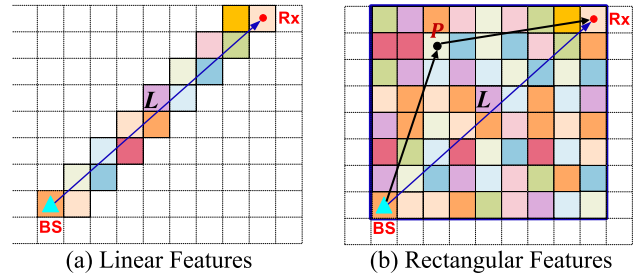 Rx
L
BS
(a) Linear Features
P
Rx
L
BS
(b) Rectangular Features